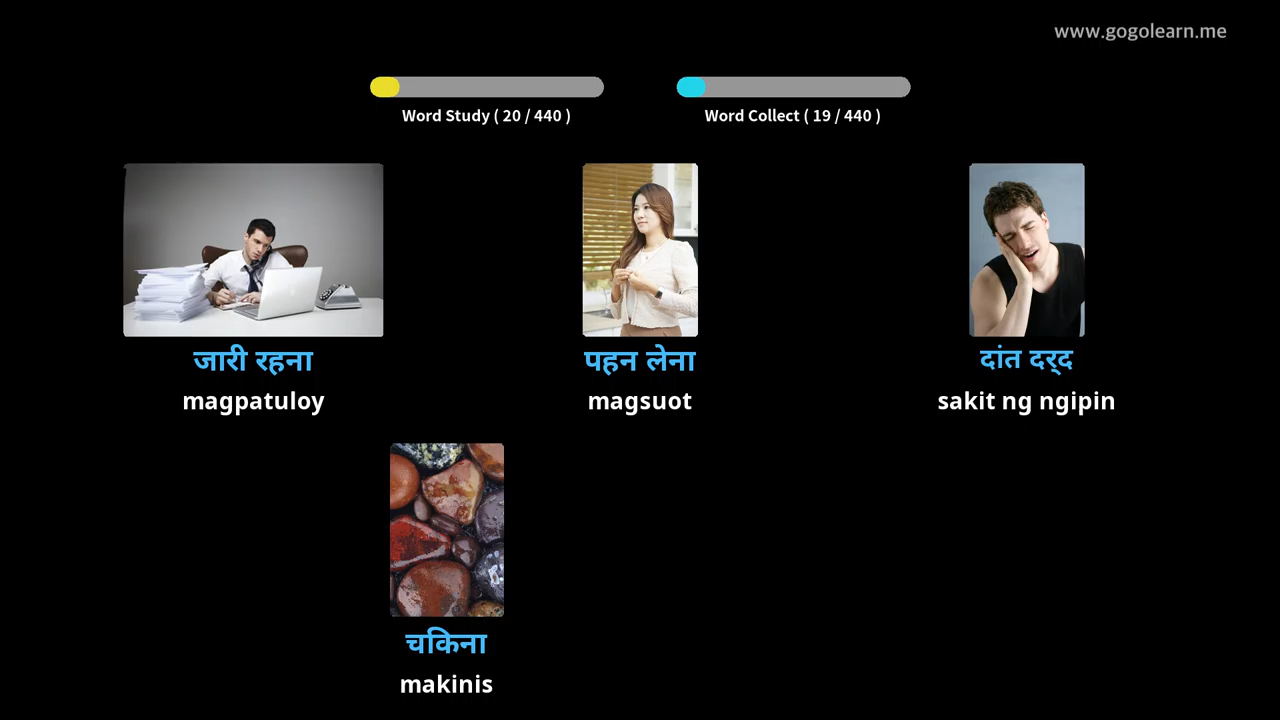 www.gogolearn.me
Word Study ( 20 / 440 )
Word Collect ( 19 / 440 )
जारी रहना
magpatuloy
पहन लेना
magsuot
दांत दर्द
sakit ng ngipin
चिकना
makinis